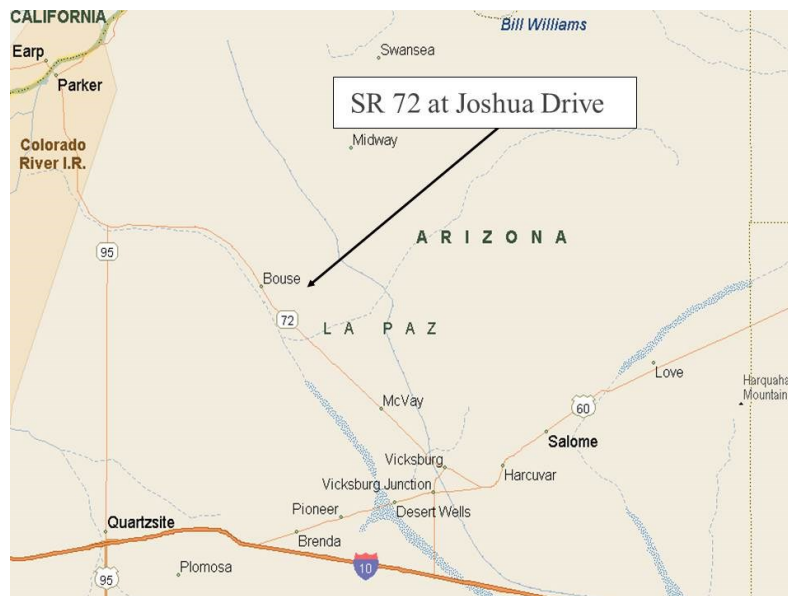 CALIFORNIA
Bill Williams
Earp
Swansea
Parker
SR 72 at Joshua Drive
Midway
Colorado
River I.R.
ARIZONA
95
Bouse
72
LA PAZ
Love
Harquaha
Mountain
McVay
60
Salome
Vicksburg
Harcuvar
Vicksburg Junction
Pioneer
Desert Wells
Quartzsite
Brenda
10
Plomosa
95